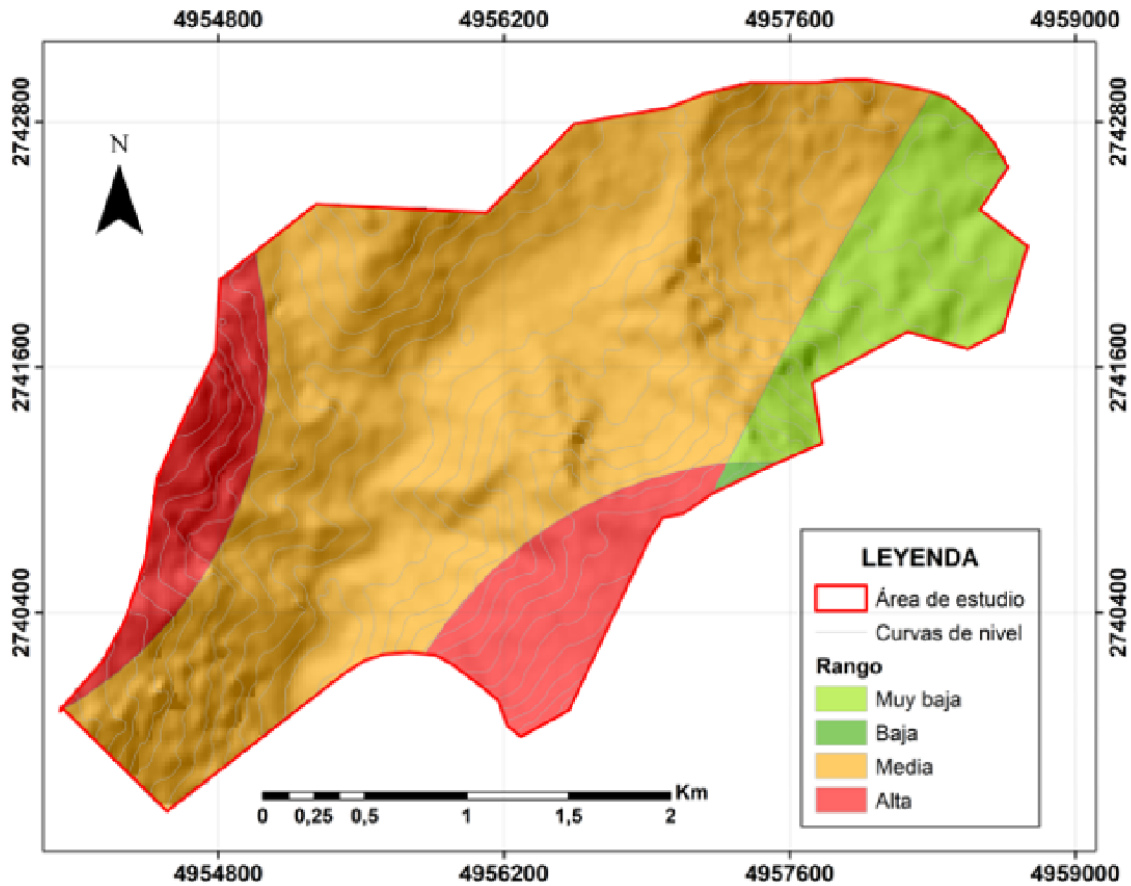 4954800 4956200 4957600 4959000
2742800 2742800
N
2741600 2741600
2740400 2740400
LEYENDA
Área de estudio
Curvas de nivel
Rango
Muy baja
Baja
Media
Alta
Km
0 0,25 0,5 1 1,5 2
4954800 4956200 4957600 4959000